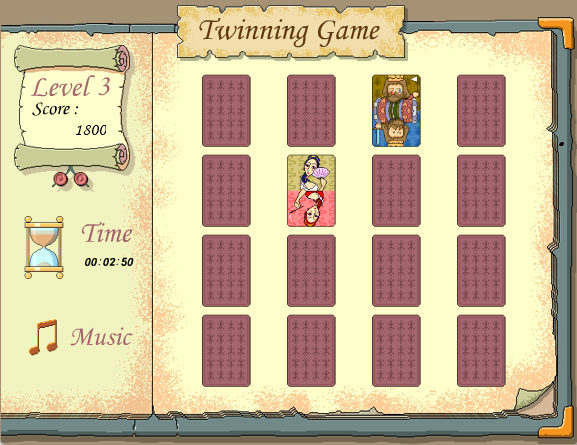 Twinning Game
Level 3
Score :
1800
Time
00:02:50
Music